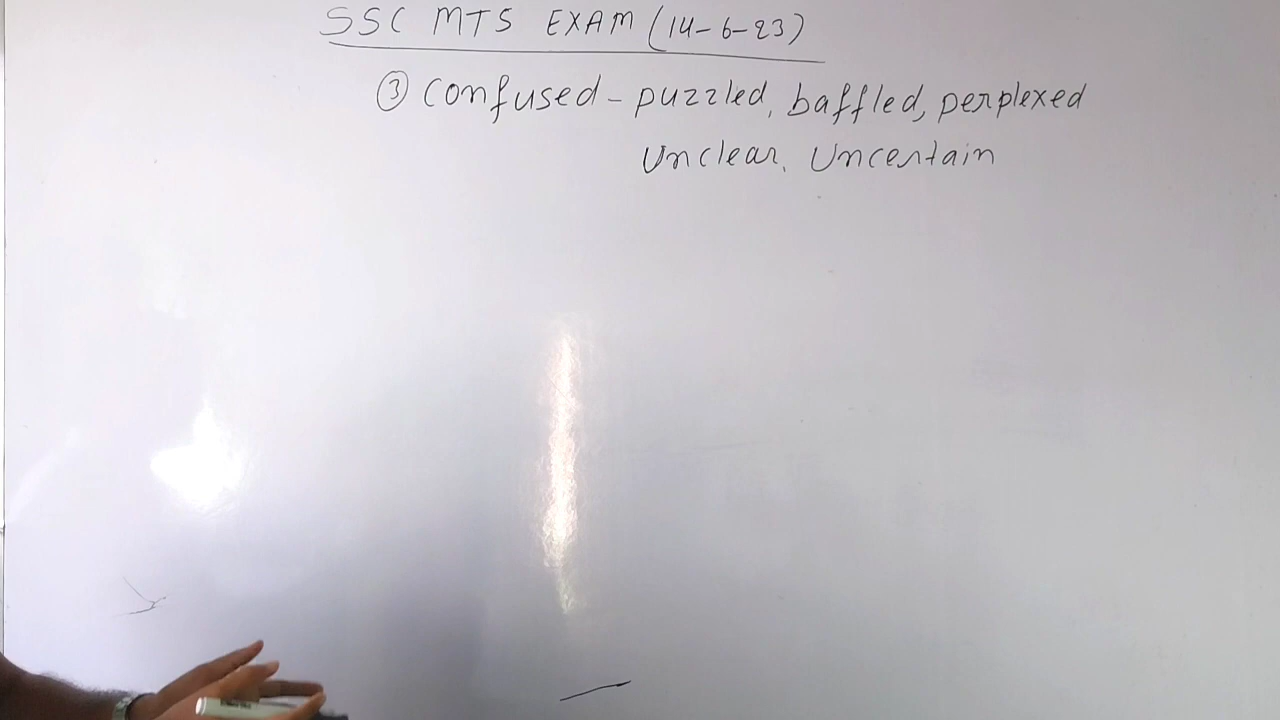 SSC MTS EXAM (14-6-23)
③ Confused - puzzled, baffled, perplexed
Unclear, Uncertain